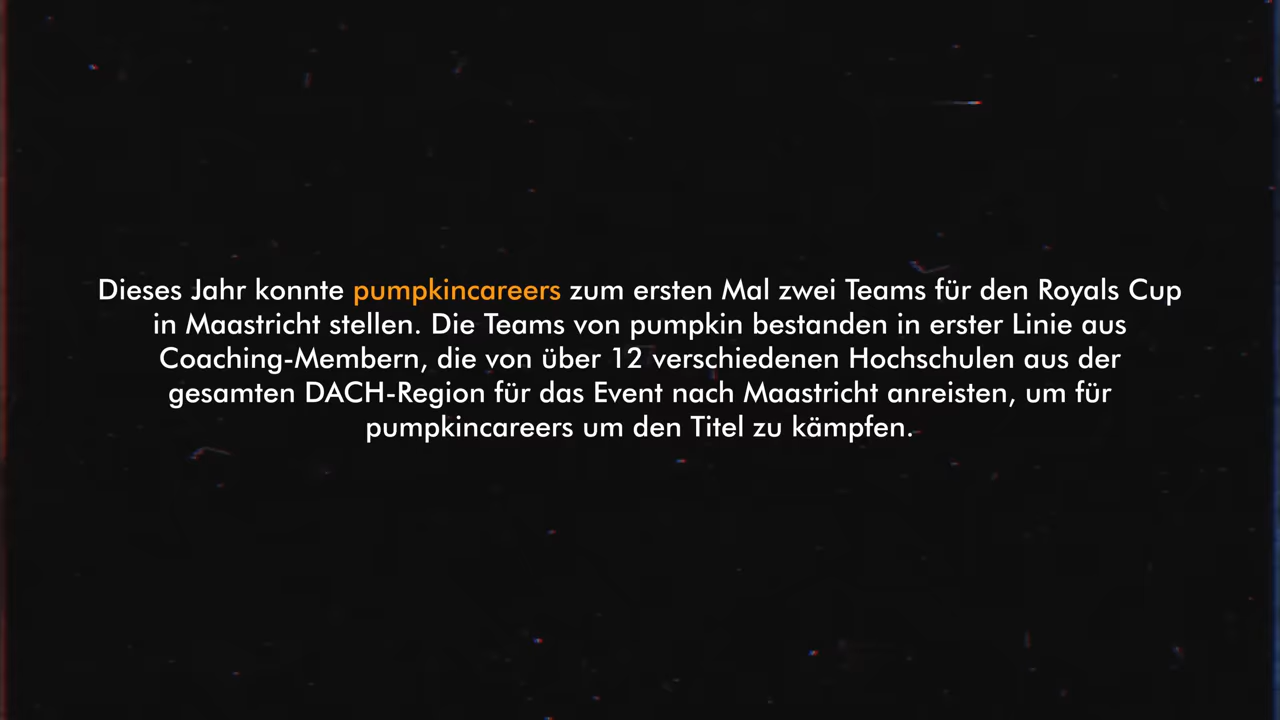 Dieses Jahr konnte pumpkincareers zum ersten Mal zwei Teams für den Royals Cup
in Maastricht stellen. Die Teams von pumpkin bestanden in erster Linie aus
Coaching-Membern, die von über 12 verschiedenen Hochschulen aus der
gesamten DACH-Region für das Event nach Maastricht anreisten, um für
pumpkincareers um den Titel zu kämpfen.